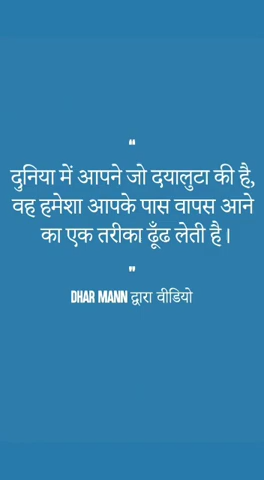 "
दुनिया में आपने जो दयालुटा की है,
वह हमेशा आपके पास वापस आने
का एक तरीका ढूँढ लेती है।
"
DHAR MANN द्वारा वीडियो